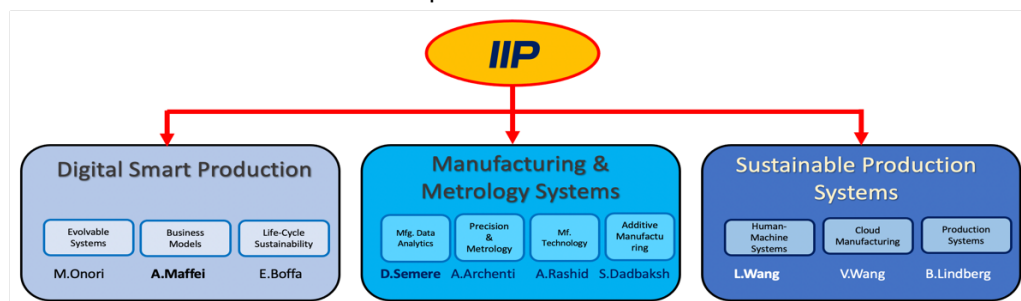 IIP
Digital Smart Production
Evolvable
Systems
Business
Models
Life-Cycle
Sustainability
M.Onori
A.Maffei
E.Boffa
Manufacturing &
Metrology Systems
Mfg. Data
Analytics
Precision
&
Metrology
Mf.
Technology
Additive
Manufactu
ring
D.Semere
A.Archenti
A.Rashid
S.Dadbaksh
Sustainable Production
Systems
Human-
Machine
Systems
Cloud
Manufacturing
Production
Systems
L.Wang
V.Wang
B.Lindberg